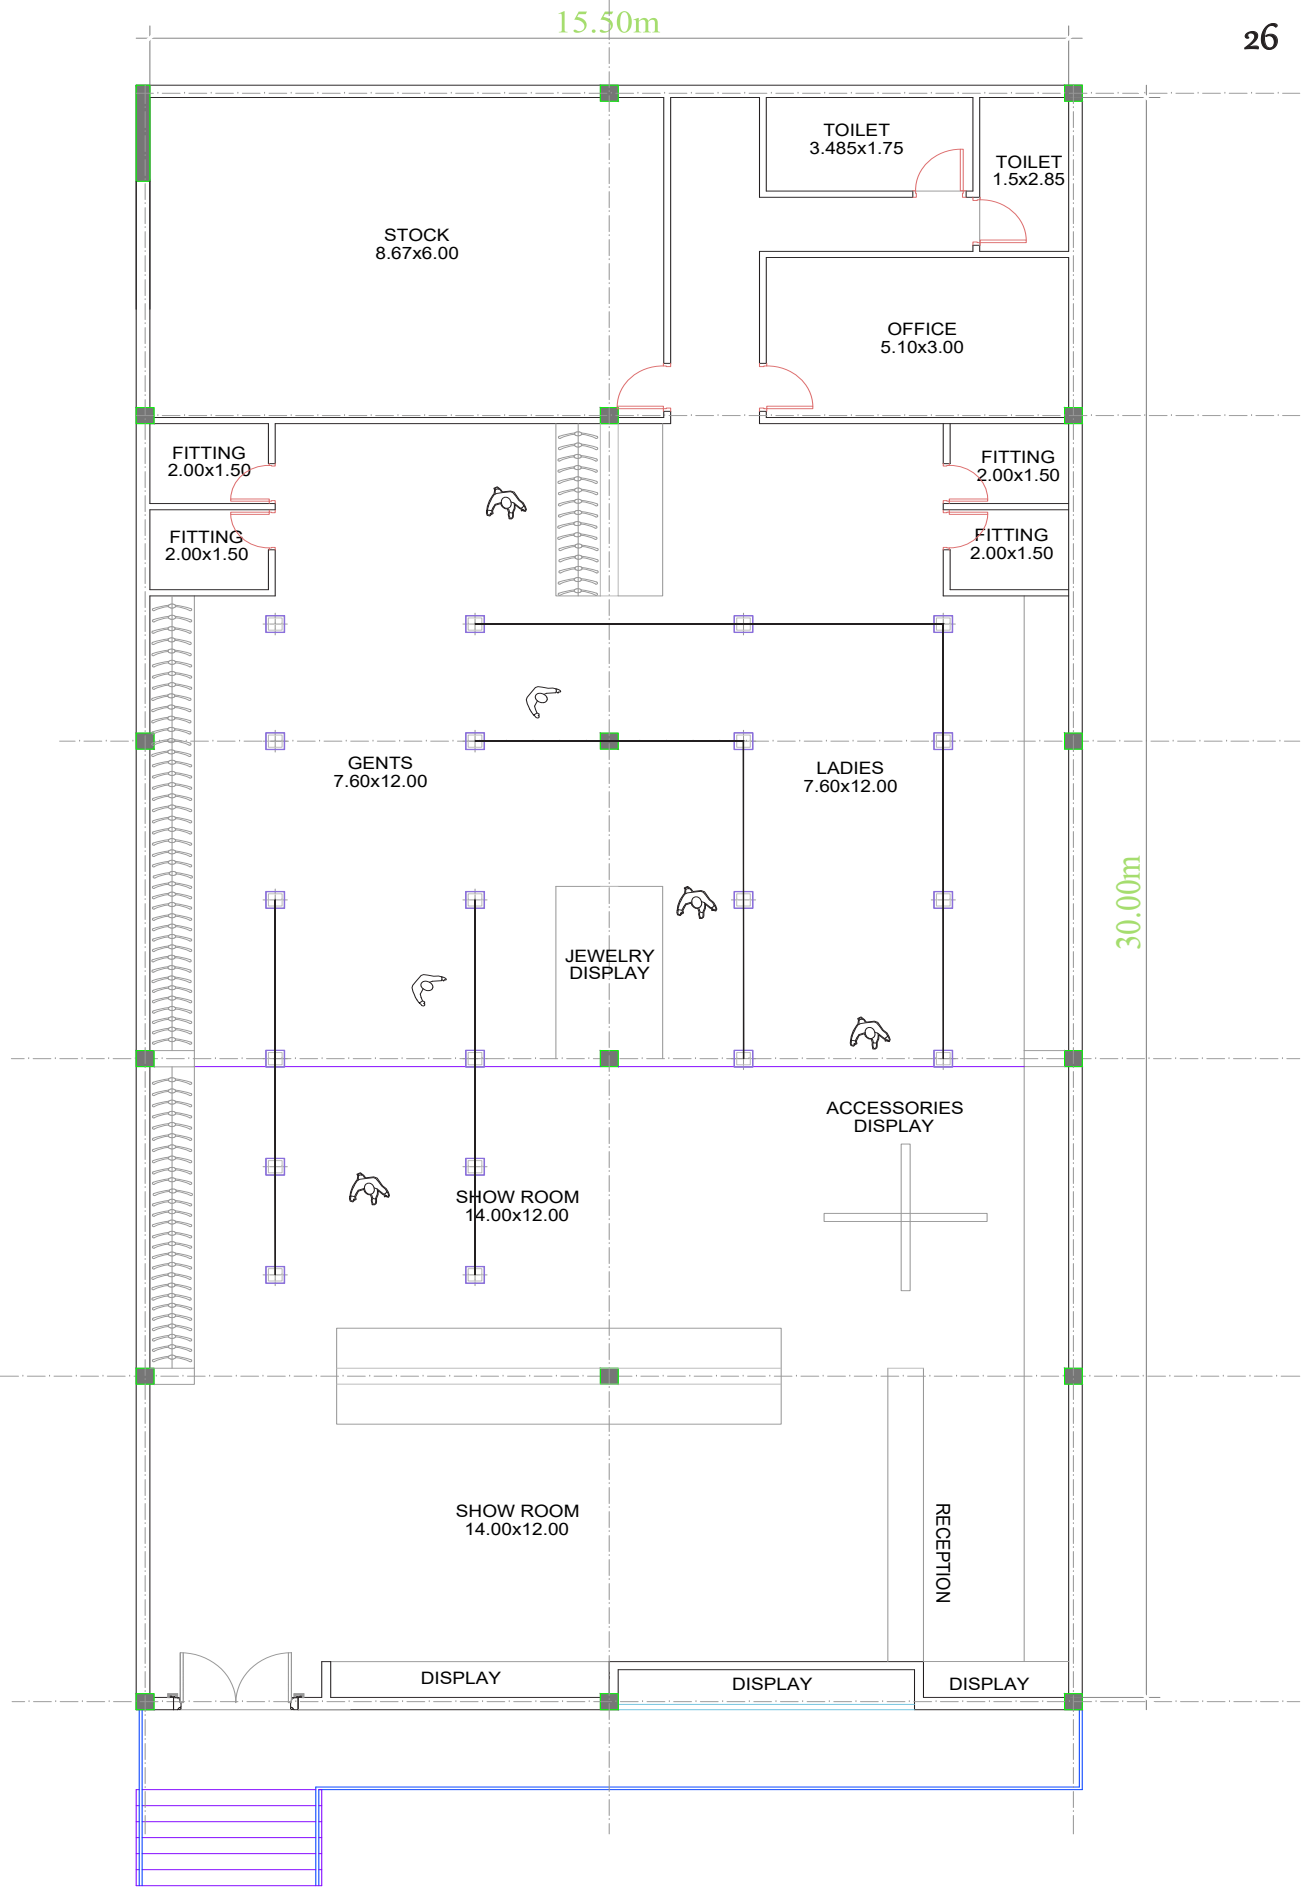 15.50m
26
TOILET
3.485x1.75
TOILET
1.5x2.85
STOCK
8.67x6.00
OFFICE
5.10x3.00
FITTING
2.00x1.50
FITTING
2.00x1.50
FITTING
2.00x1.50
FITTING
2.00x1.50
GENTS
7.60x12.00
LADIES
7.60x12.00
30.00m
JEWELRY
DISPLAY
ACCESSORIES
DISPLAY
SHOW ROOM
14.00x12.00
SHOW ROOM
14.00x12.00
RECEPTION
DISPLAY
DISPLAY
DISPLAY